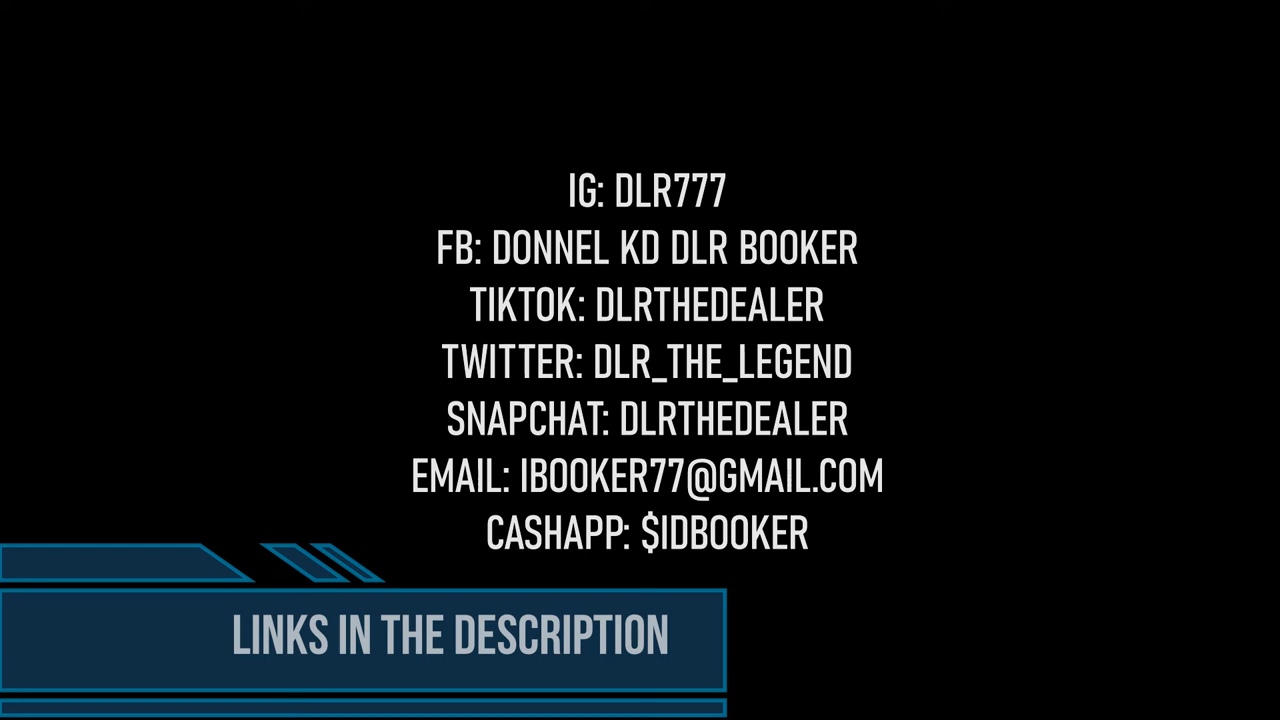 IG: DLR777
FB: DONNEL KD DLR BOOKER
TIKTOK: DLRTHEDEALER
TWITTER: DLR_THE_LEGEND
SNAPCHAT: DLRTHEDEALER
EMAIL: IBOOKER77@GMAIL.COM
CASHAPP: $IDBOOKER
LINKS IN THE DESCRIPTION